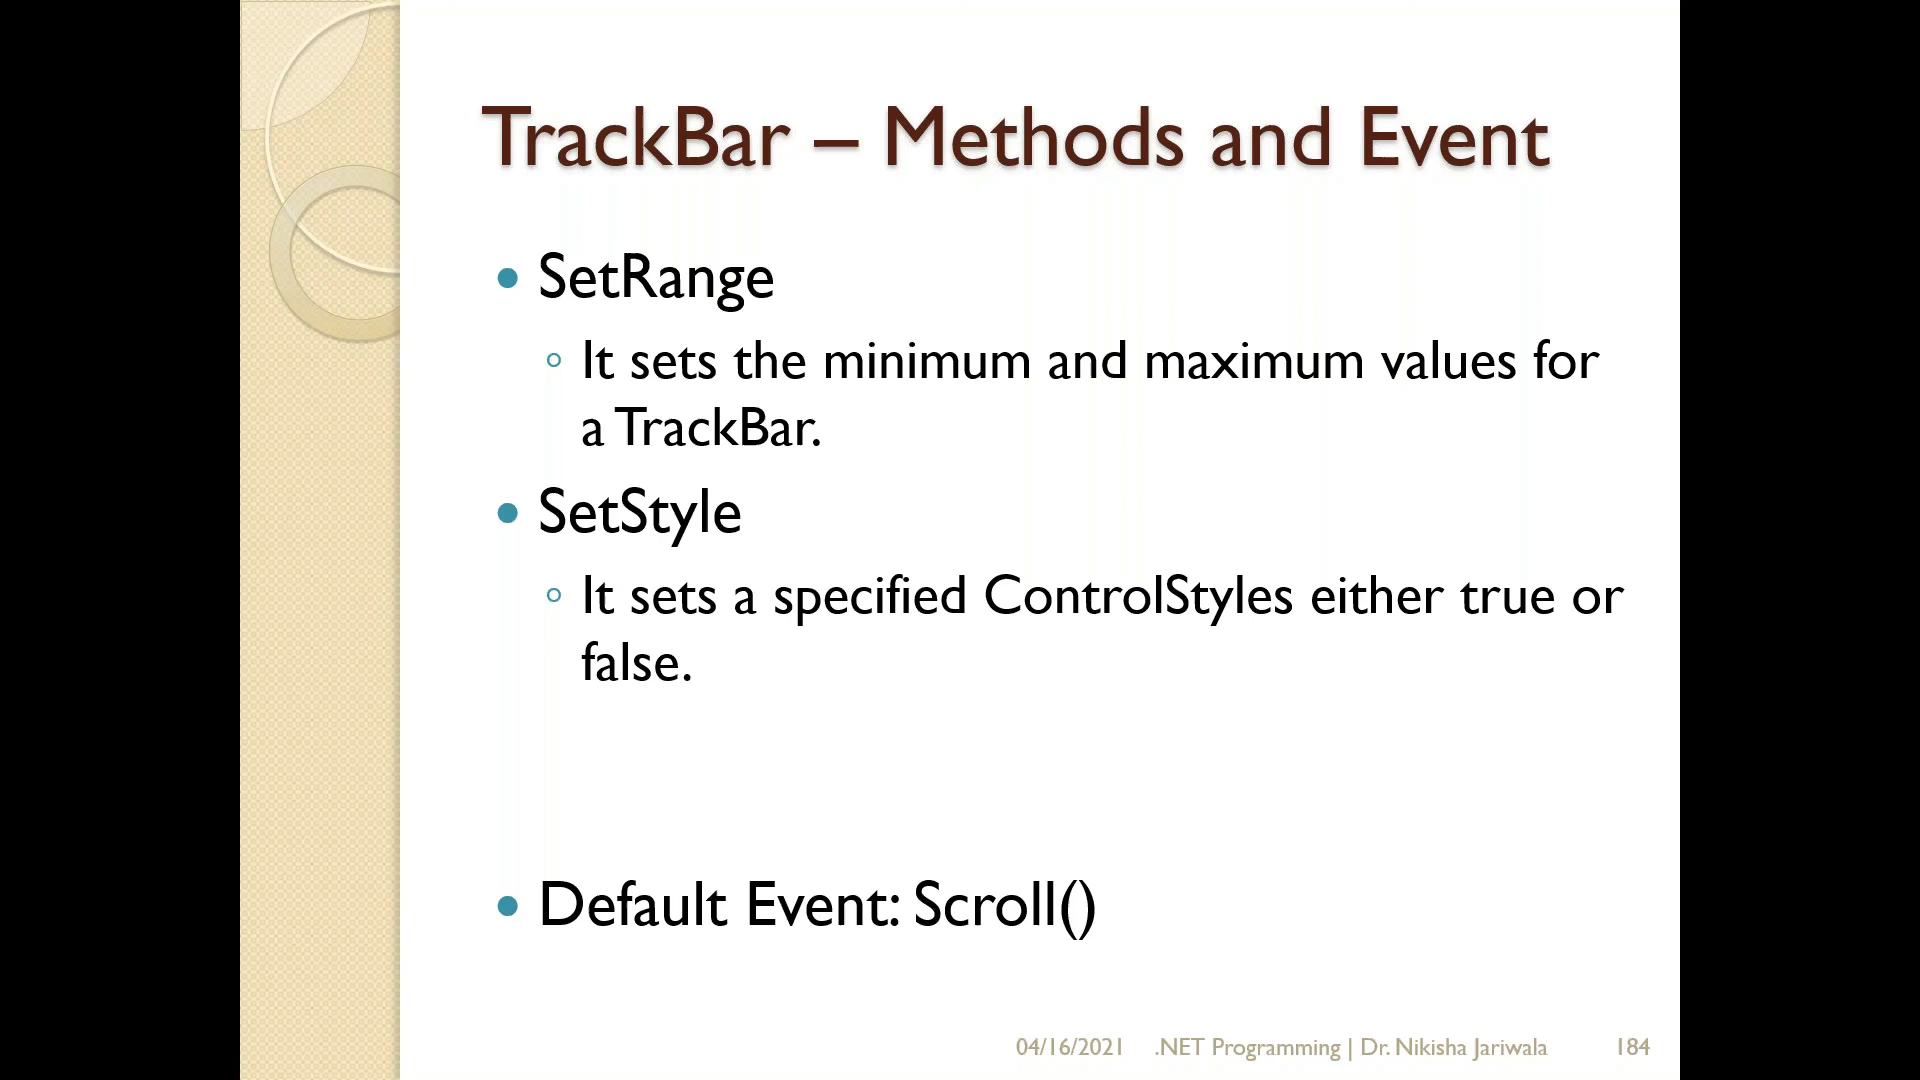 TrackBar – Methods and Event
• SetRange
◦ It sets the minimum and maximum values for
a TrackBar.
• SetStyle
◦ It sets a specified ControlStyles either true or
false.
• Default Event: Scroll()
04/16/2021 .NET Programming | Dr. Nikisha Jariwala 184